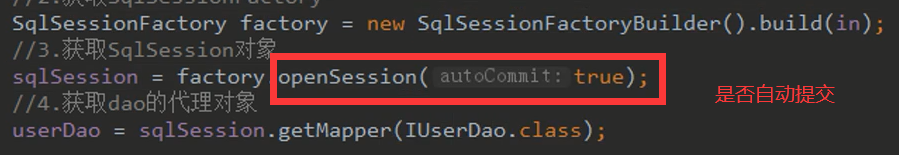 //2.获取SqlSessionFactory
SqlSessionFactory factory = new SqlSessionFactoryBuilder().build(in);
//3.获取SqlSession对象
sqlSession = factory.openSession( autoCommit: true);
是否自动提交
//4.获取dao的代理对象
userDao = sqlSession.getMapper(IUserDao.class);